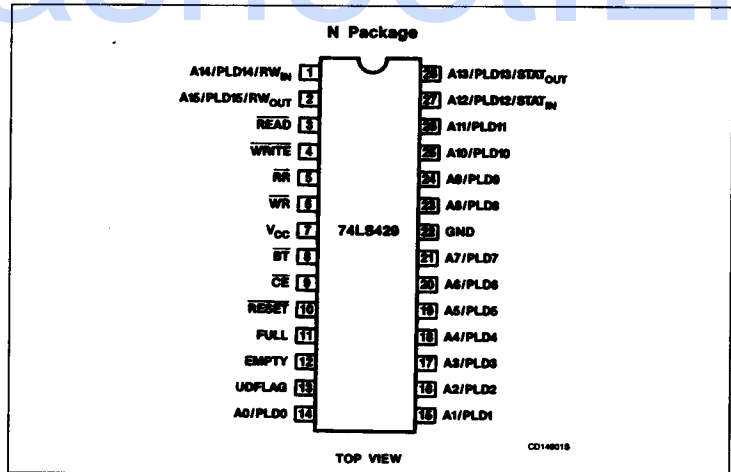 N Package
A14/PLD14/RW_IN 1
A15/PLD15/RW_OUT 2
READ 3
WRITE 4
RR 5
WR 6
V_CC 7
BT 8
CE 9
RESET 10
FULL 11
EMPTY 12
UDFLAG 13
A0/PLD0 14
74LS429
28 A13/PLD13/STAT_OUT
27 A12/PLD12/STAT_IN
26 A11/PLD11
25 A10/PLD10
24 A9/PLD9
23 A8/PLD8
22 GND
21 A7/PLD7
20 A6/PLD6
19 A5/PLD5
18 A4/PLD4
17 A3/PLD3
16 A2/PLD2
15 A1/PLD1
TOP VIEW
CD14801S